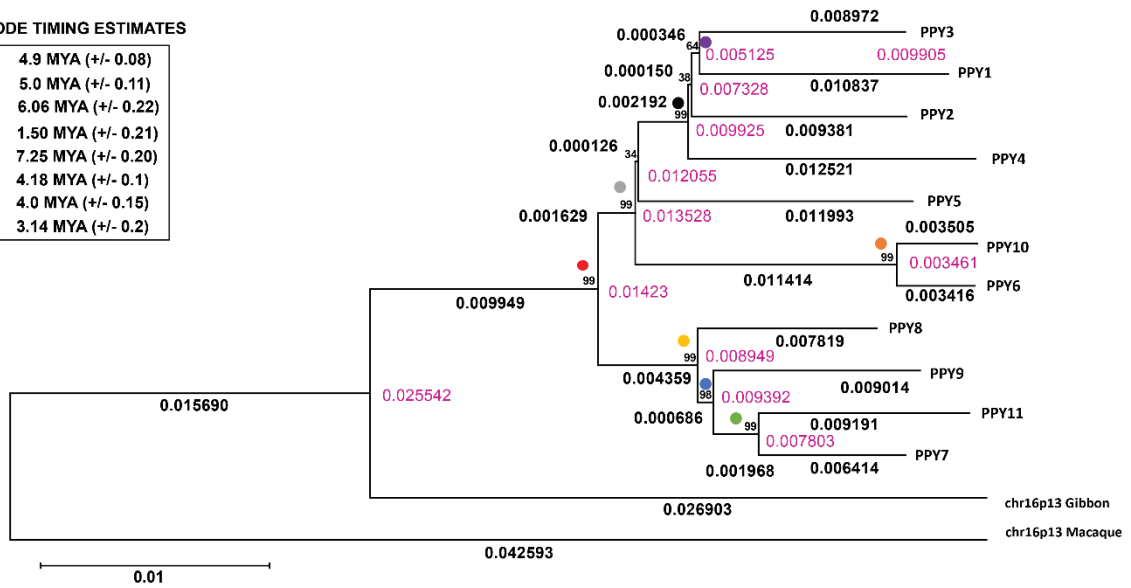 ODE TIMING ESTIMATES
4.9 MYA (+/- 0.08)
5.0 MYA (+/- 0.11)
6.06 MYA (+/- 0.22)
1.50 MYA (+/- 0.21)
7.25 MYA (+/- 0.20)
4.18 MYA (+/- 0.1)
4.0 MYA (+/- 0.15)
3.14 MYA (+/- 0.2)
0.008972
0.000346
64
PPY3
0.005125
0.009905
0.000150
38
PPY1
0.007328
0.010837
0.002192
99
PPY2
0.009925
0.009381
0.000126
34
PPY4
0.012521
0.012055
99
PPY5
0.001629
0.013528
0.011993
0.003505
99
PPY10
0.003461
0.011414
PPY6
0.003416
99
0.009949
0.01423
PPY8
0.007819
99
0.008949
0.004359
PPY9
98
0.009014
0.009392
0.000686
99
PPY11
0.009191
0.007803
PPY7
0.001968
0.006414
0.025542
0.015690
chr16p13 Gibbon
0.026903
chr16p13 Macaque
0.042593
0.01